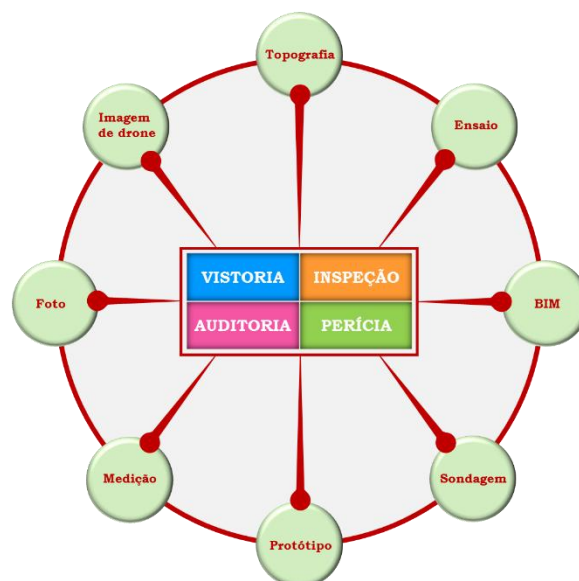 Topografia
Imagem
de drone
Ensaio
VISTORIA
INSPEÇÃO
AUDITORIA
PERÍCIA
Foto
BIM
Medição
Sondagem
Protótipo